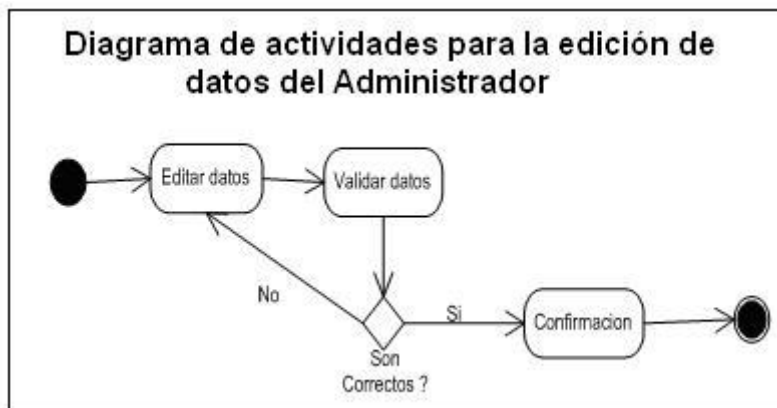 Diagrama de actividades para la edición de
datos del Administrador
Editar datos
Validar datos
No
Si
Confirmacion
Son
Correctos ?